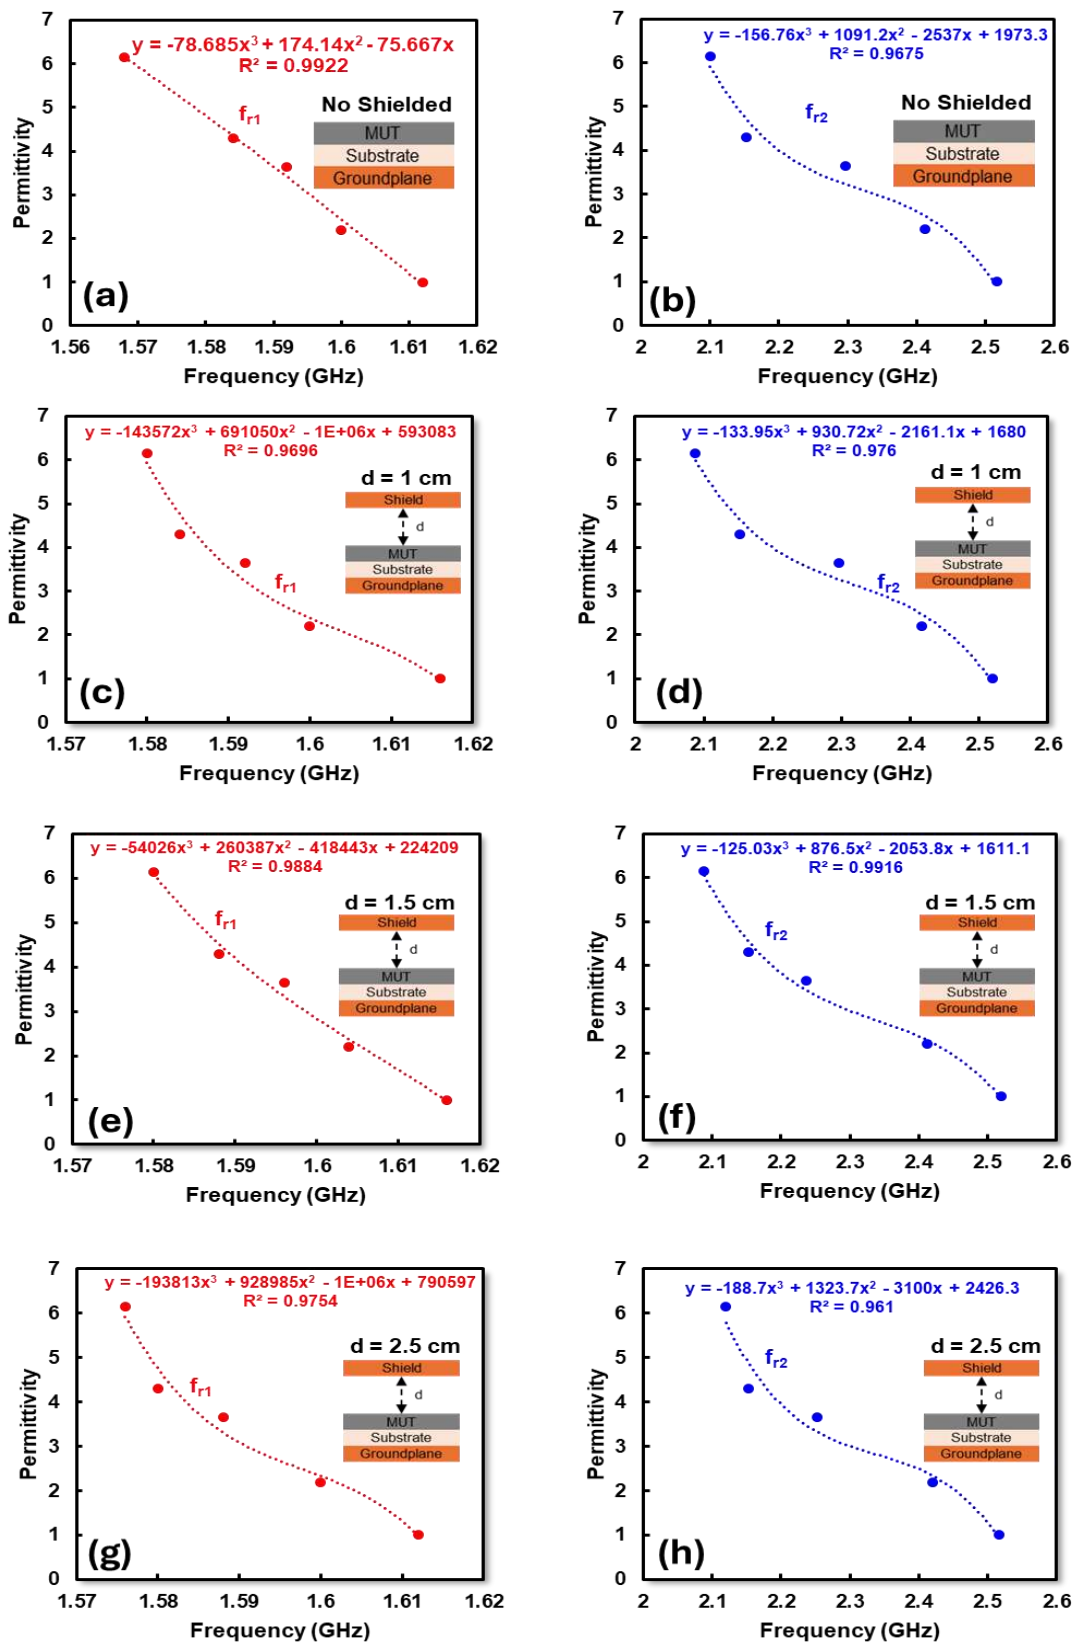 7
6
5
4
3
2
1
0
Permittivity
y = -78.685x³ + 174.14x² - 75.667x
R² = 0.9922
No Shielded
fr1
MUT
Substrate
Groundplane
(a)
1.56 1.57 1.58 1.59 1.6 1.61 1.62
Frequency (GHz)
7
6
5
4
3
2
1
0
Permittivity
y = -156.76x³ + 1091.2x² - 2537x + 1973.3
R² = 0.9675
No Shielded
fr2
MUT
Substrate
Groundplane
(b)
2 2.1 2.2 2.3 2.4 2.5 2.6
Frequency (GHz)
7
6
5
4
3
2
1
0
Permittivity
y = -143572x³ + 691050x² - 1E+06x + 593083
R² = 0.9696
d = 1 cm
Shield
d
MUT
Substrate
Groundplane
fr1
(c)
1.57 1.58 1.59 1.6 1.61 1.62
Frequency (GHz)
7
6
5
4
3
2
1
0
Permittivity
y = -133.95x³ + 930.72x² - 2161.1x + 1680
R² = 0.976
d = 1 cm
Shield
d
MUT
Substrate
Groundplane
fr2
(d)
2 2.1 2.2 2.3 2.4 2.5 2.6
Frequency (GHz)
7
6
5
4
3
2
1
0
Permittivity
y = -54026x³ + 260387x² - 418443x + 224209
R² = 0.9884
d = 1.5 cm
fr1
Shield
d
MUT
Substrate
Groundplane
(e)
1.57 1.58 1.59 1.6 1.61 1.62
Frequency (GHz)
7
6
5
4
3
2
1
0
Permittivity
y = -125.03x³ + 876.5x² - 2053.8x + 1611.1
R² = 0.9916
d = 1.5 cm
fr2
Shield
d
MUT
Substrate
Groundplane
(f)
2 2.1 2.2 2.3 2.4 2.5 2.6
Frequency (GHz)
7
6
5
4
3
2
1
0
Permittivity
y = -193813x³ + 928985x² - 1E+06x + 790597
R² = 0.9754
d = 2.5 cm
Shield
fr1
d
MUT
Substrate
Groundplane
(g)
1.57 1.58 1.59 1.6 1.61 1.62
Frequency (GHz)
7
6
5
4
3
2
1
0
Permittivity
y = -188.7x³ + 1323.7x² - 3100x + 2426.3
R² = 0.961
d = 2.5 cm
fr2
Shield
d
MUT
Substrate
Groundplane
(h)
2 2.1 2.2 2.3 2.4 2.5 2.6
Frequency (GHz)